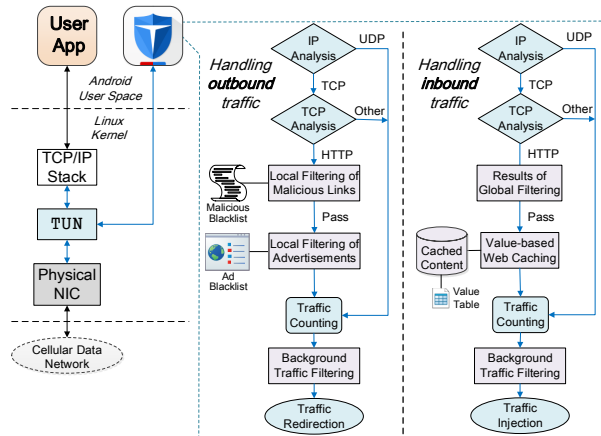 User
App
Android
User Space
Linux
Kernel
TCP/IP
Stack
TUN
Physical
NIC
Cellular Data
Network
Handling
outbound
traffic
IP
Analysis
UDP
TCP
TCP
Analysis
Other
HTTP
Local Filtering of
Malicious Links
Malicious
Blacklist
Pass
Local Filtering of
Advertisements
Ad
Blacklist
Traffic
Counting
Background
Traffic Filtering
Traffic
Redirection
Handling
inbound
traffic
IP
Analysis
UDP
TCP
TCP
Analysis
Other
HTTP
Results of
Global Filtering
Pass
Cached
Content
Value-based
Web Caching
Value
Table
Traffic
Counting
Background
Traffic Filtering
Traffic
Injection